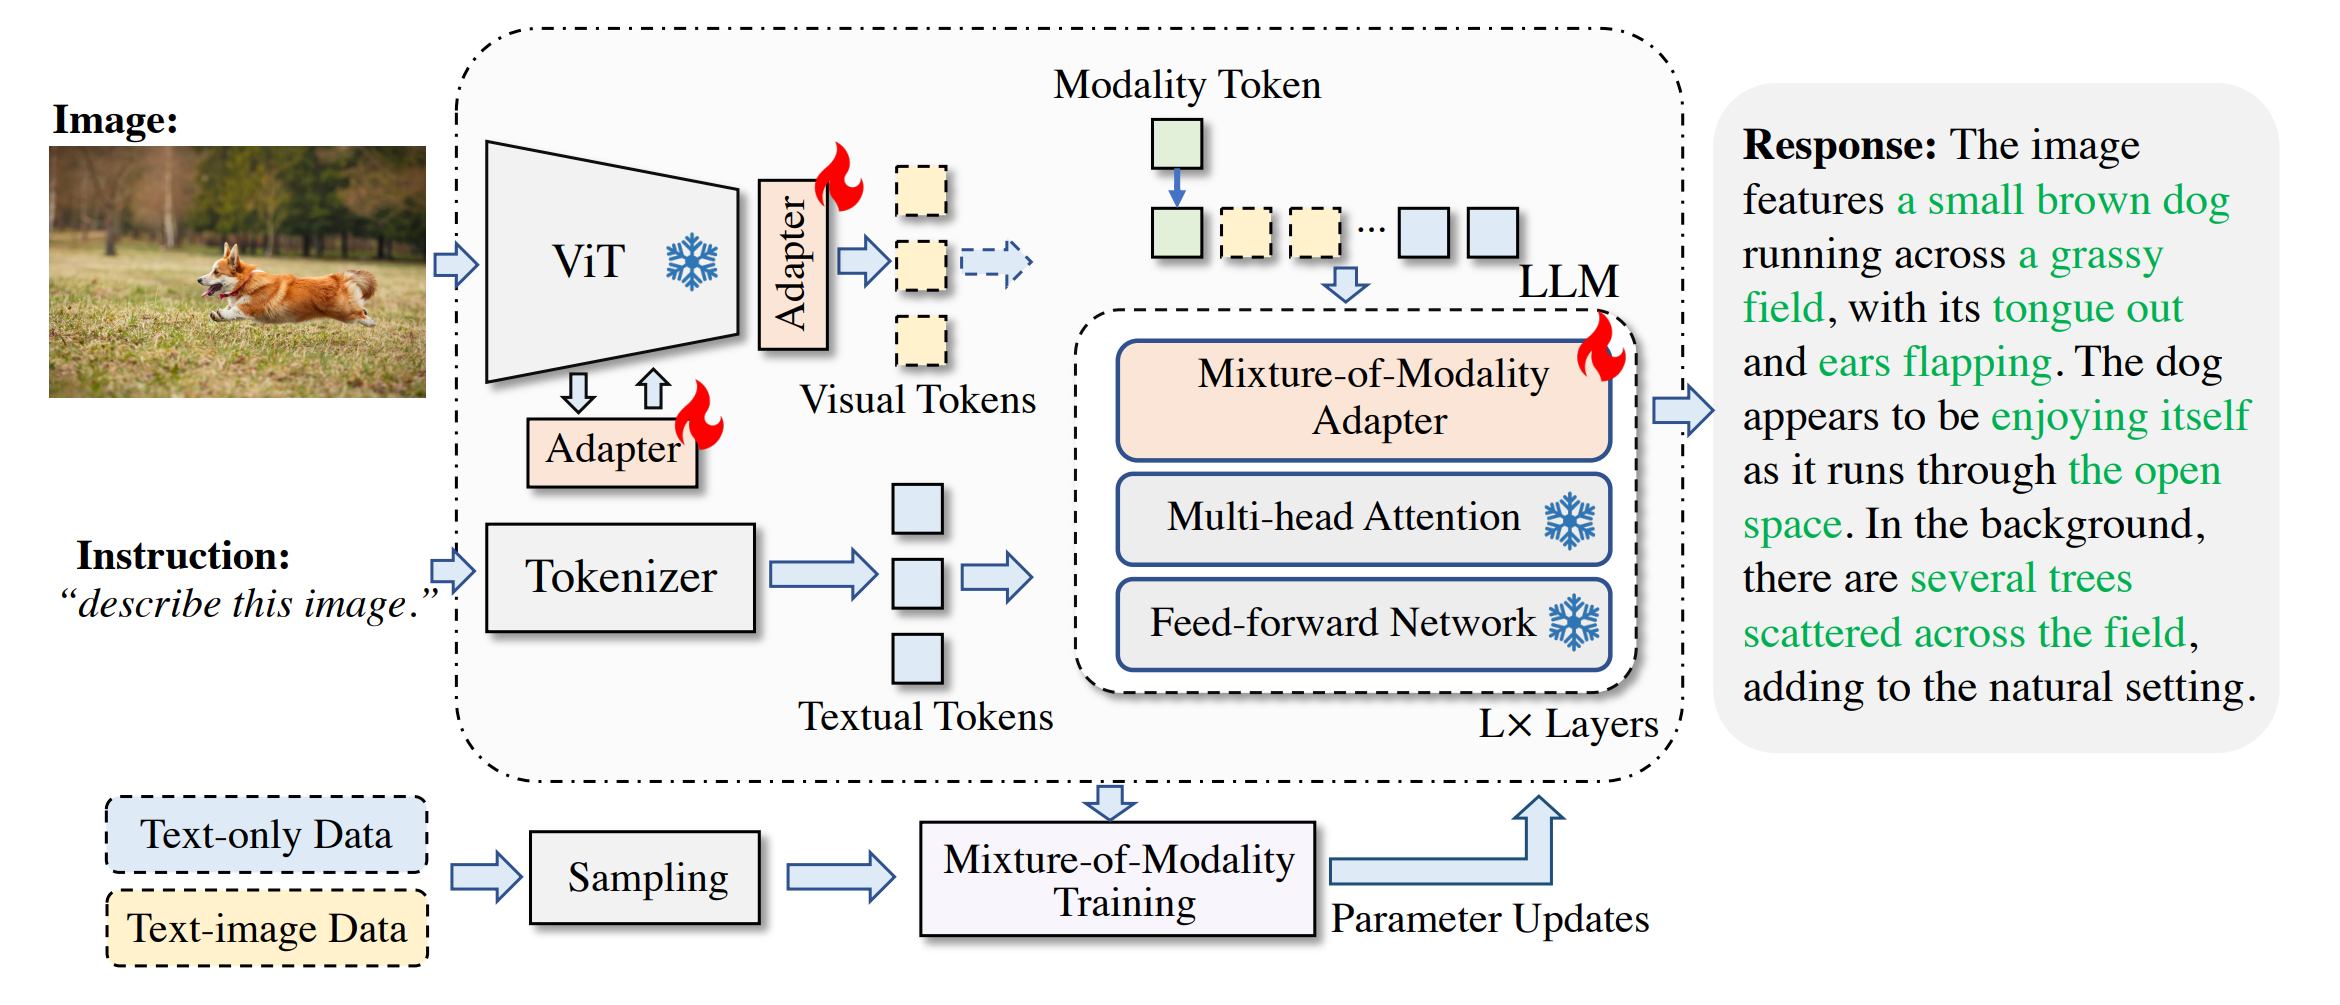 Image:
ViT
Adapter
Adapter
Visual Tokens
Instruction:
“describe this image.”
Tokenizer
Textual Tokens
Modality Token
...
LLM
Mixture-of-Modality
Adapter
Multi-head Attention
Feed-forward Network
L× Layers
Response: The image
features a small brown dog
running across a grassy
field, with its tongue out
and ears flapping. The dog
appears to be enjoying itself
as it runs through the open
space. In the background,
there are several trees
scattered across the field,
adding to the natural setting.
Text-only Data
Text-image Data
Sampling
Mixture-of-Modality
Training
Parameter Updates